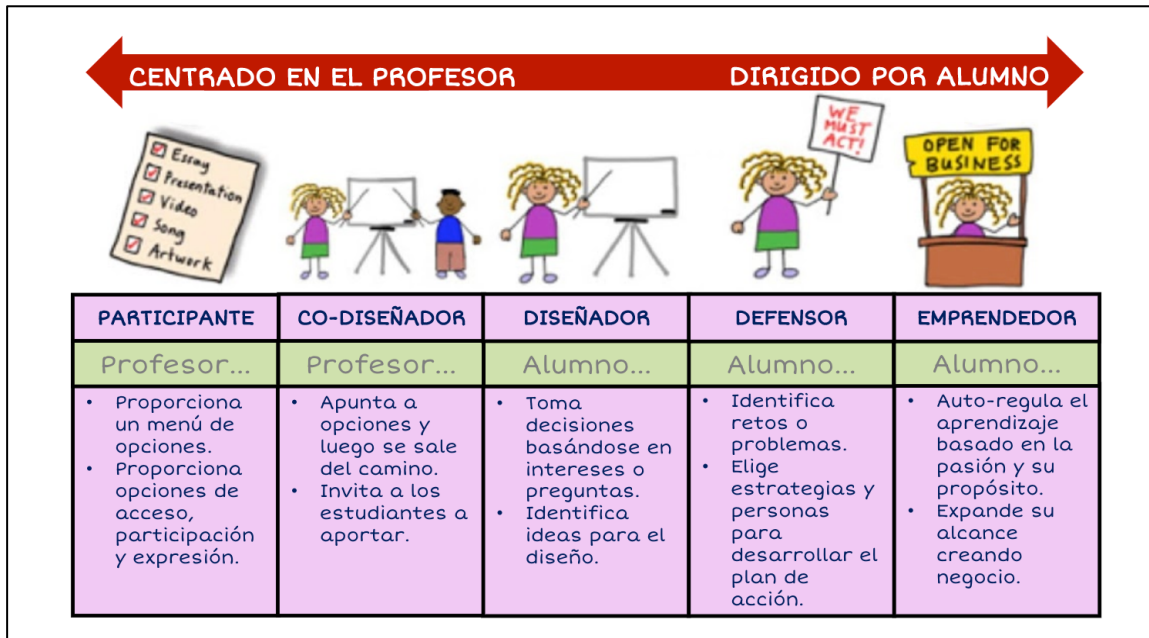 CENTRADO EN EL PROFESOR
DIRIGIDO POR ALUMNO
Essay
Presentation
Video
Song
Artwork
WE
MUST
ACT!
OPEN FOR
BUSINESS
PARTICIPANTE
CO-DISEÑADOR
DISEÑADOR
DEFENSOR
EMPRENDEDOR
Profesor...
Profesor...
Alumno...
Alumno...
Alumno...
• Proporciona
un menú de
opciones.
• Proporciona
opciones de
acceso,
participación
y expresión.
• Apunta a
opciones y
luego se sale
del camino.
• Invita a los
estudiantes a
aportar.
• Toma
decisiones
basándose en
intereses o
preguntas.
• Identifica
ideas para el
diseño.
• Identifica
retos o
problemas.
• Elige
estrategias y
personas
para
desarrollar el
plan de
acción.
• Auto-regula el
aprendizaje
basado en la
pasión y su
propósito.
• Expande su
alcance
creando
negocio.